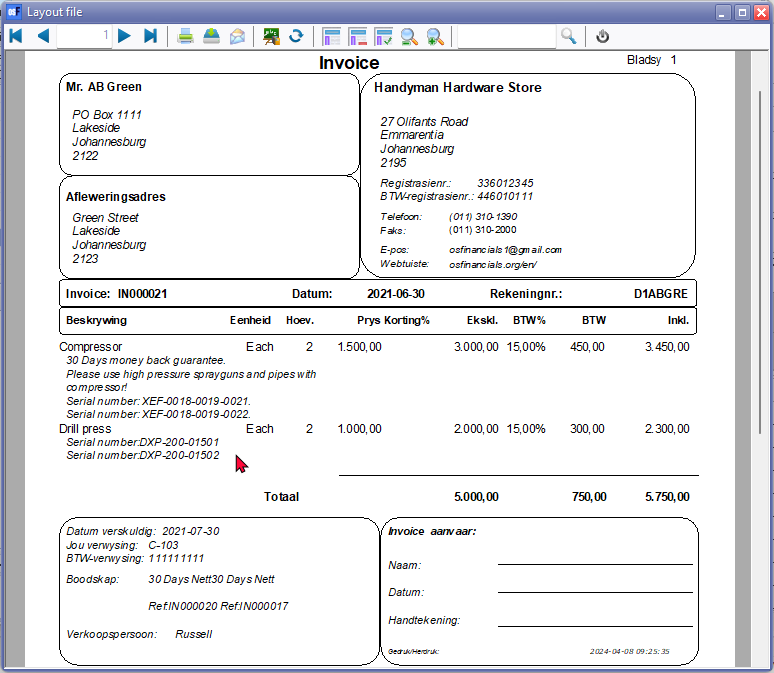 Layout file
1
Invoice
Bladsy 1
Mr. AB Green
PO Box 1111
Lakeside
Johannesburg
2122
Handyman Hardware Store
27 Olifants Road
Emmarentia
Johannesburg
2195
Registrasienr.: 336012345
BTW-registrasienr.: 446010111
Telefoon: (011) 310-1390
Faks: (011) 310-2000
E-pos: osfinancials1@gmail.com
Webtuiste: osfinancials.org/en/
Afleweringsadres
Green Street
Lakeside
Johannesburg
2123
Invoice: IN000021 Datum: 2021-06-30 Rekeningnr.: D1ABGRE
Beskrywing Eenheid Hoev. Prys Korting% Ekskl. BTW% BTW Inkl.
Compressor Each 2 1.500,00 3.000,00 15,00% 450,00 3.450,00
30 Days money back guarantee.
Please use high pressure sprayguns and pipes with
compressor!
Serial number: XEF-0018-0019-0021.
Serial number: XEF-0018-0019-0022.
Drill press Each 2 1.000,00 2.000,00 15,00% 300,00 2.300,00
Serial number:DXP-200-01501
Serial number:DXP-200-01502
Totaal 5.000,00 750,00 5.750,00
Datum verskuldig: 2021-07-30
Jou verwysing: C-103
BTW-verwysing: 111111111
Boodskap: 30 Days Nett30 Days Nett
Ref:IN000020 Ref:IN000017
Verkoopspersoon: Russell
Invoice aanvaar:
Naam:
Datum:
Handtekening:
Gedruk/Herdruk: 2024-04-08 09:25:35